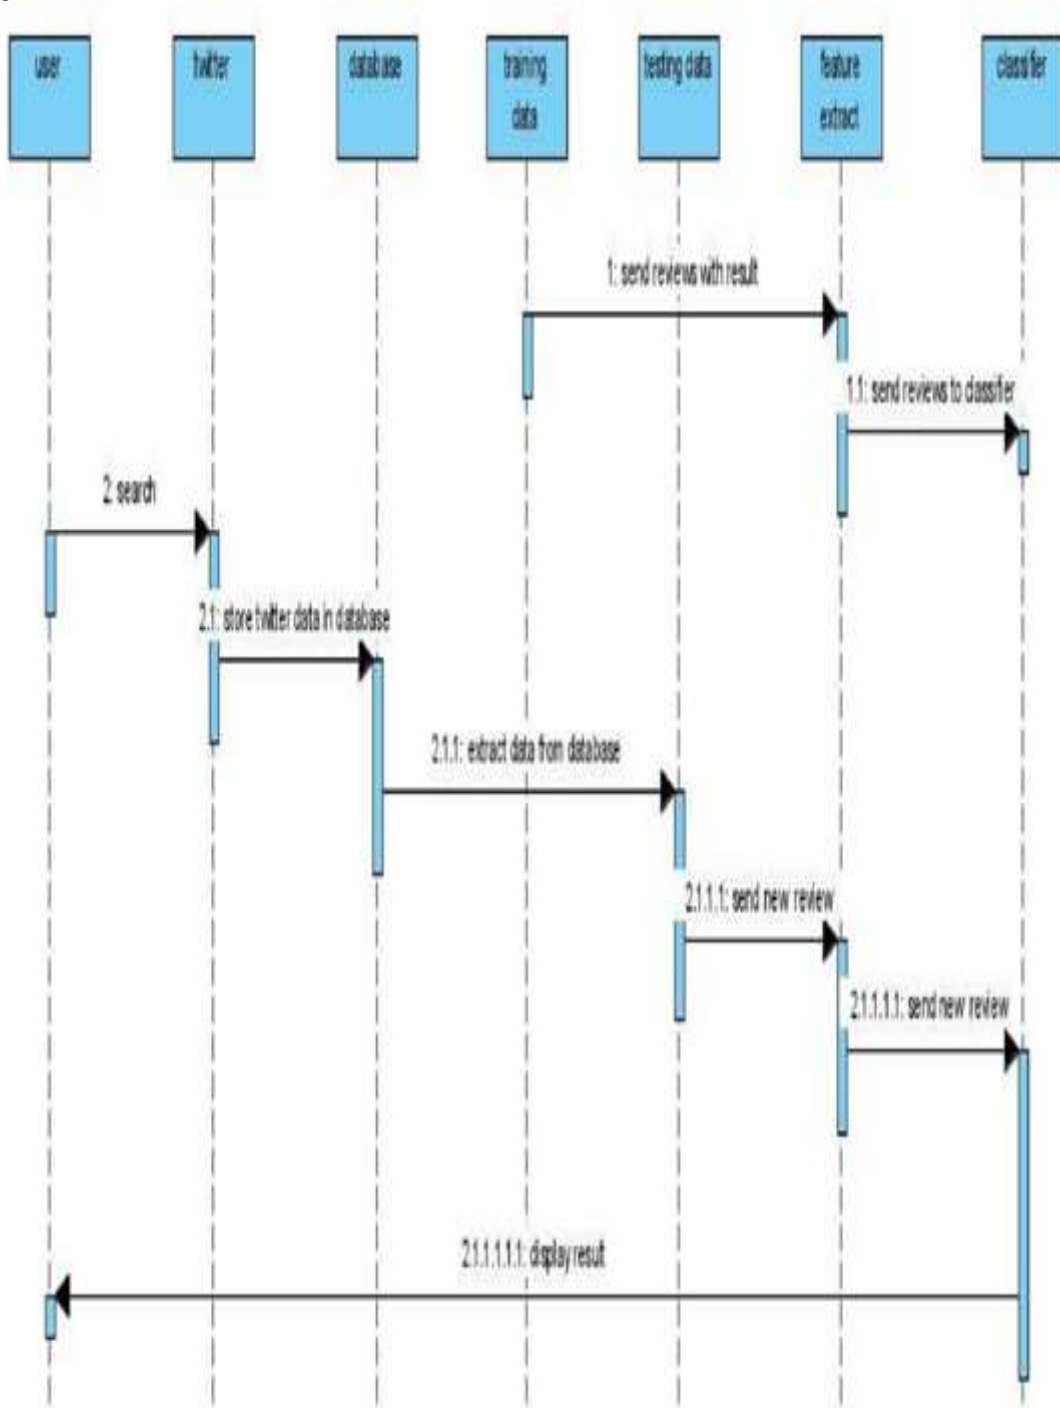 user
twitter
database
training
data
testing data
feature
extract
classifier
1: send reviews with result
1.1: send reviews to classifier
2: search
2.1: store twitter data in database
2.1.1: extract data from database
2.1.1.1: send new review
2.1.1.1.1: send new review
2.1.1.1.1.1: display result